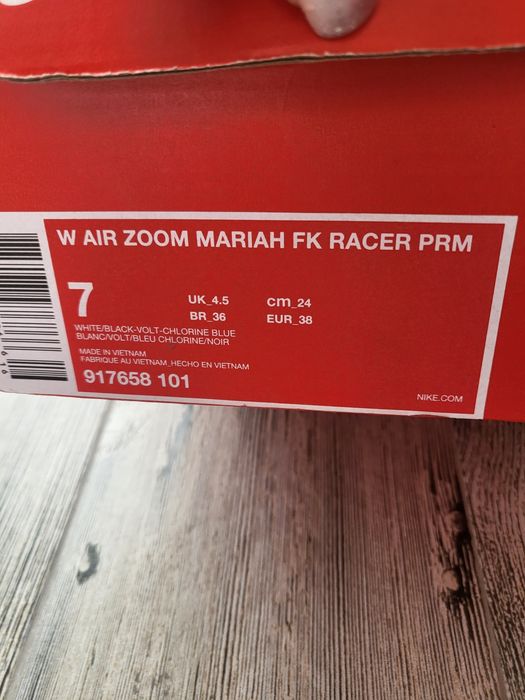 W AIR ZOOM MARIAH FK RACER PRM
7
UK_4.5 cm_24
BR_36 EUR_38
WHITE/BLACK-VOLT-CHLORINE BLUE
BLANC/VOLT/BLEU CHLORINE/NOIR
MADE IN VIETNAM
FABRIQUE AU VIETNAM_HECHO EN VIETNAM
917658 101
NIKE.COM